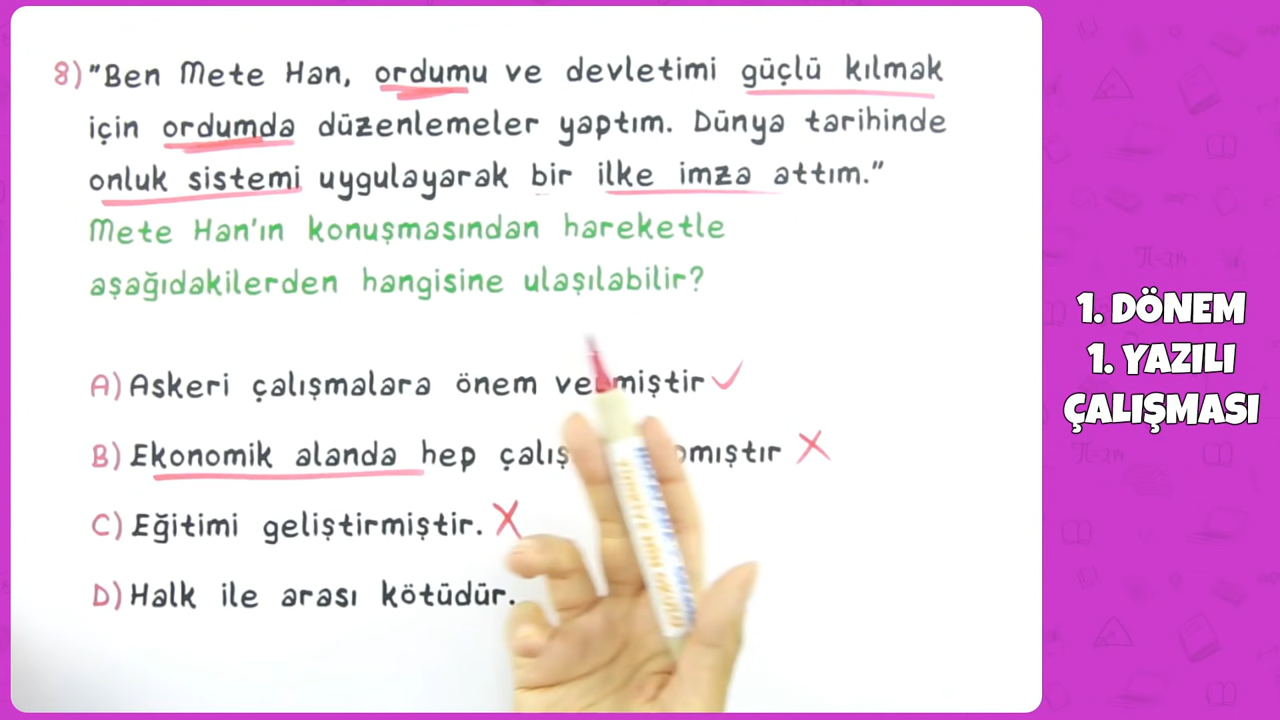 8) "Ben Mete Han, ordumu ve devletimi güçlü kılmak
için ordumda düzenlemeler yaptım. Dünya tarihinde
onluk sistemi uygulayarak bir ilke imza attım."
Mete Han'ın konuşmasından hareketle
aşağıdakilerden hangisine ulaşılabilir?
A) Askeri çalışmalara önem vermiştir
B) Ekonomik alanda hep
C) Eğitimi geliştirmiştir.
D) Halk ile arası kötüdür.
1. DÖNEM
1. YAZILI
ÇALIŞMASI